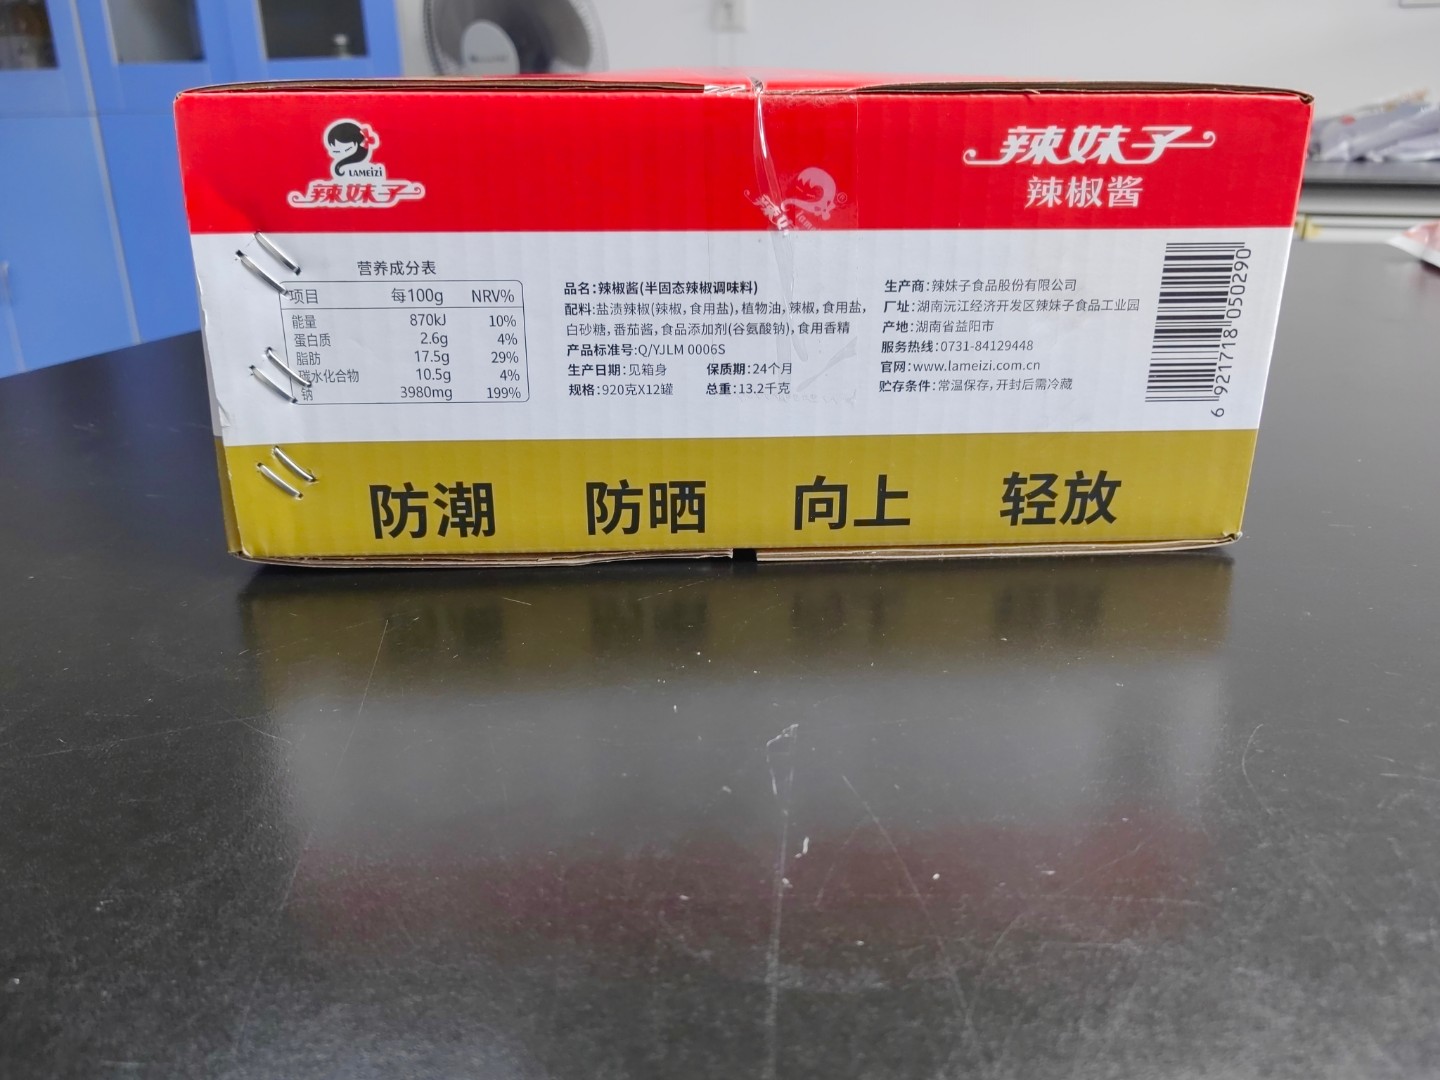 LAMEIZI
辣妹子
辣妹子
辣椒酱
营养成分表
项目 每100g NRV%
能量 870kJ 10%
蛋白质 2.6g 4%
脂肪 17.5g 29%
碳水化合物 10.5g 4%
钠 3980mg 199%
品名:辣椒酱(半固态辣椒调味料)
配料:盐渍辣椒(辣椒,食用盐),植物油,辣椒,食用盐,
白砂糖,番茄酱,食品添加剂(谷氨酸钠),食用香精
产品标准号:Q/YJLM 0006S
生产日期:见箱身 保质期:24个月
规格:920克X12罐 总重:13.2千克
生产商:辣妹子食品股份有限公司
厂址:湖南沅江经济开发区辣妹子食品工业园
产地:湖南省益阳市
服务热线:0731-84129448
官网:www.lameizi.com.cn
贮存条件:常温保存,开封后需冷藏
6 921718 050290
防潮 防晒 向上 轻放